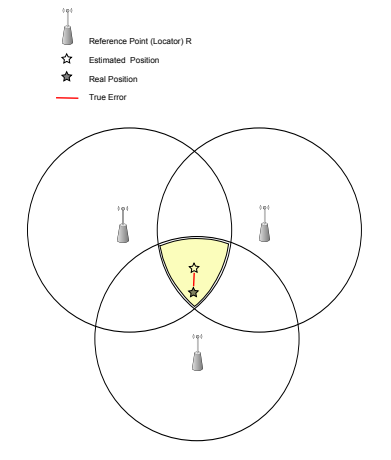 Reference Point (Locator) R
Estimated Position
Real Position
True Error